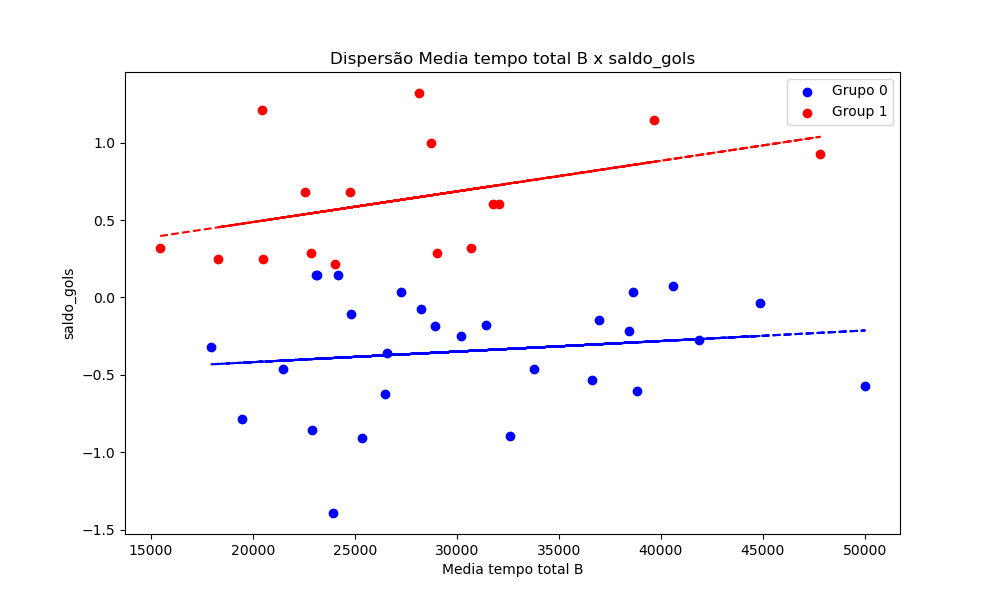 Dispersão Media tempo total B x saldo_gols
Grupo 0
Group 1
saldo_gols
1.0
0.5
0.0
−0.5
−1.0
−1.5
15000 20000 25000 30000 35000 40000 45000 50000
Media tempo total B